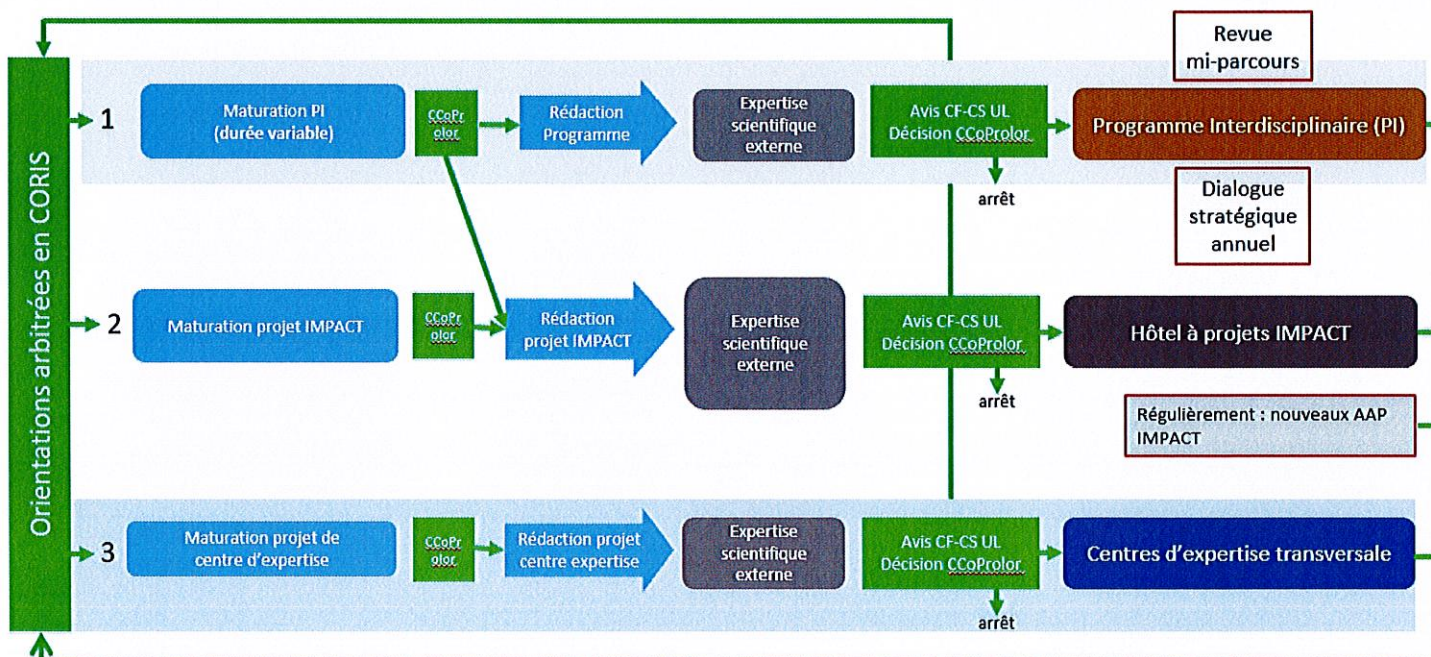 Orientations arbitrées en CORIS
Revue
mi-parcours
1
Maturation PI
(durée variable)
CCoPr
olor
Rédaction
Programme
Expertise
scientifique
externe
Avis CF-CS UL
Décision CCoProlor
arrêt
Programme Interdisciplinaire (PI)
Dialogue
stratégique
annuel
2
Maturation projet IMPACT
CCoPr
olor
Rédaction
projet IMPACT
Expertise
scientifique
externe
Avis CF-CS UL
Décision CCoProlor
arrêt
Hôtel à projets IMPACT
Régulièrement : nouveaux AAP
IMPACT
3
Maturation projet de
centre d'expertise
CCoPr
olor
Rédaction projet
centre expertise
Expertise
scientifique
externe
Avis CF-CS UL
Décision CCoProlor
arrêt
Centres d'expertise transversale